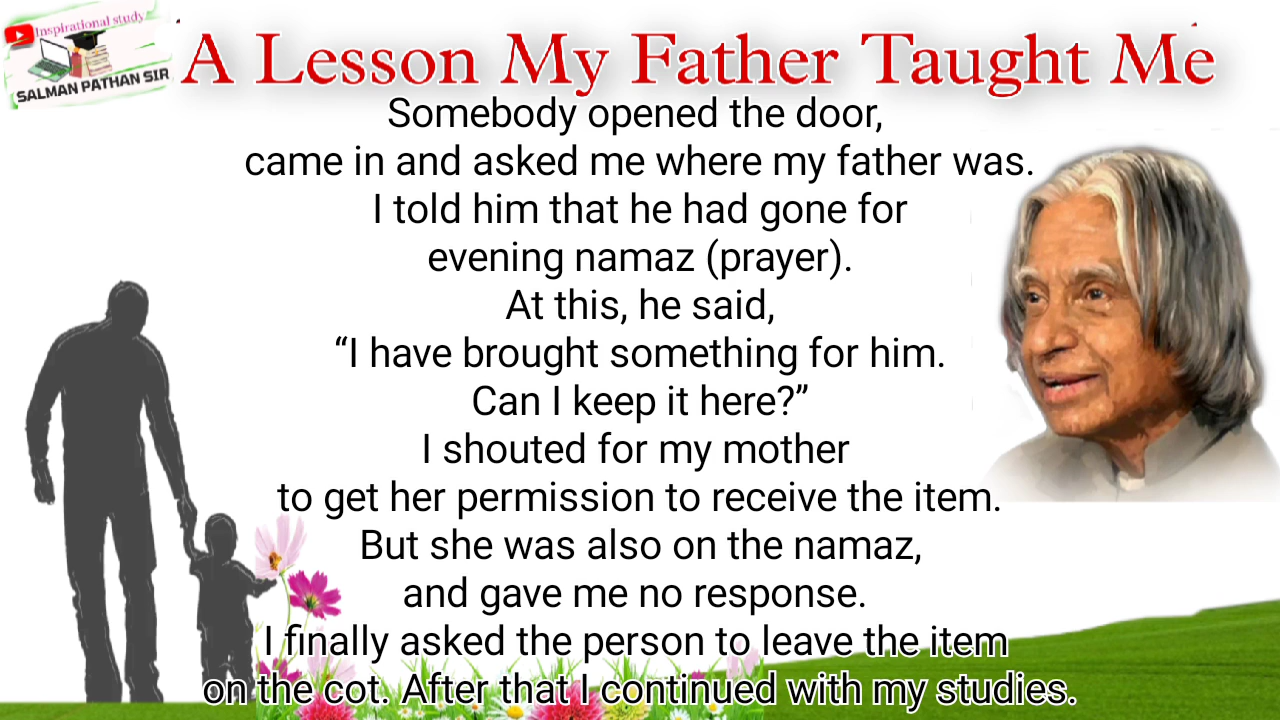 Inspirational study
SALMAN PATHAN SIR
A Lesson My Father Taught Me
Somebody opened the door,
came in and asked me where my father was.
I told him that he had gone for
evening namaz (prayer).
At this, he said,
“I have brought something for him.
Can I keep it here?”
I shouted for my mother
to get her permission to receive the item.
But she was also on the namaz,
and gave me no response.
I finally asked the person to leave the item
on the cot. After that I continued with my studies.